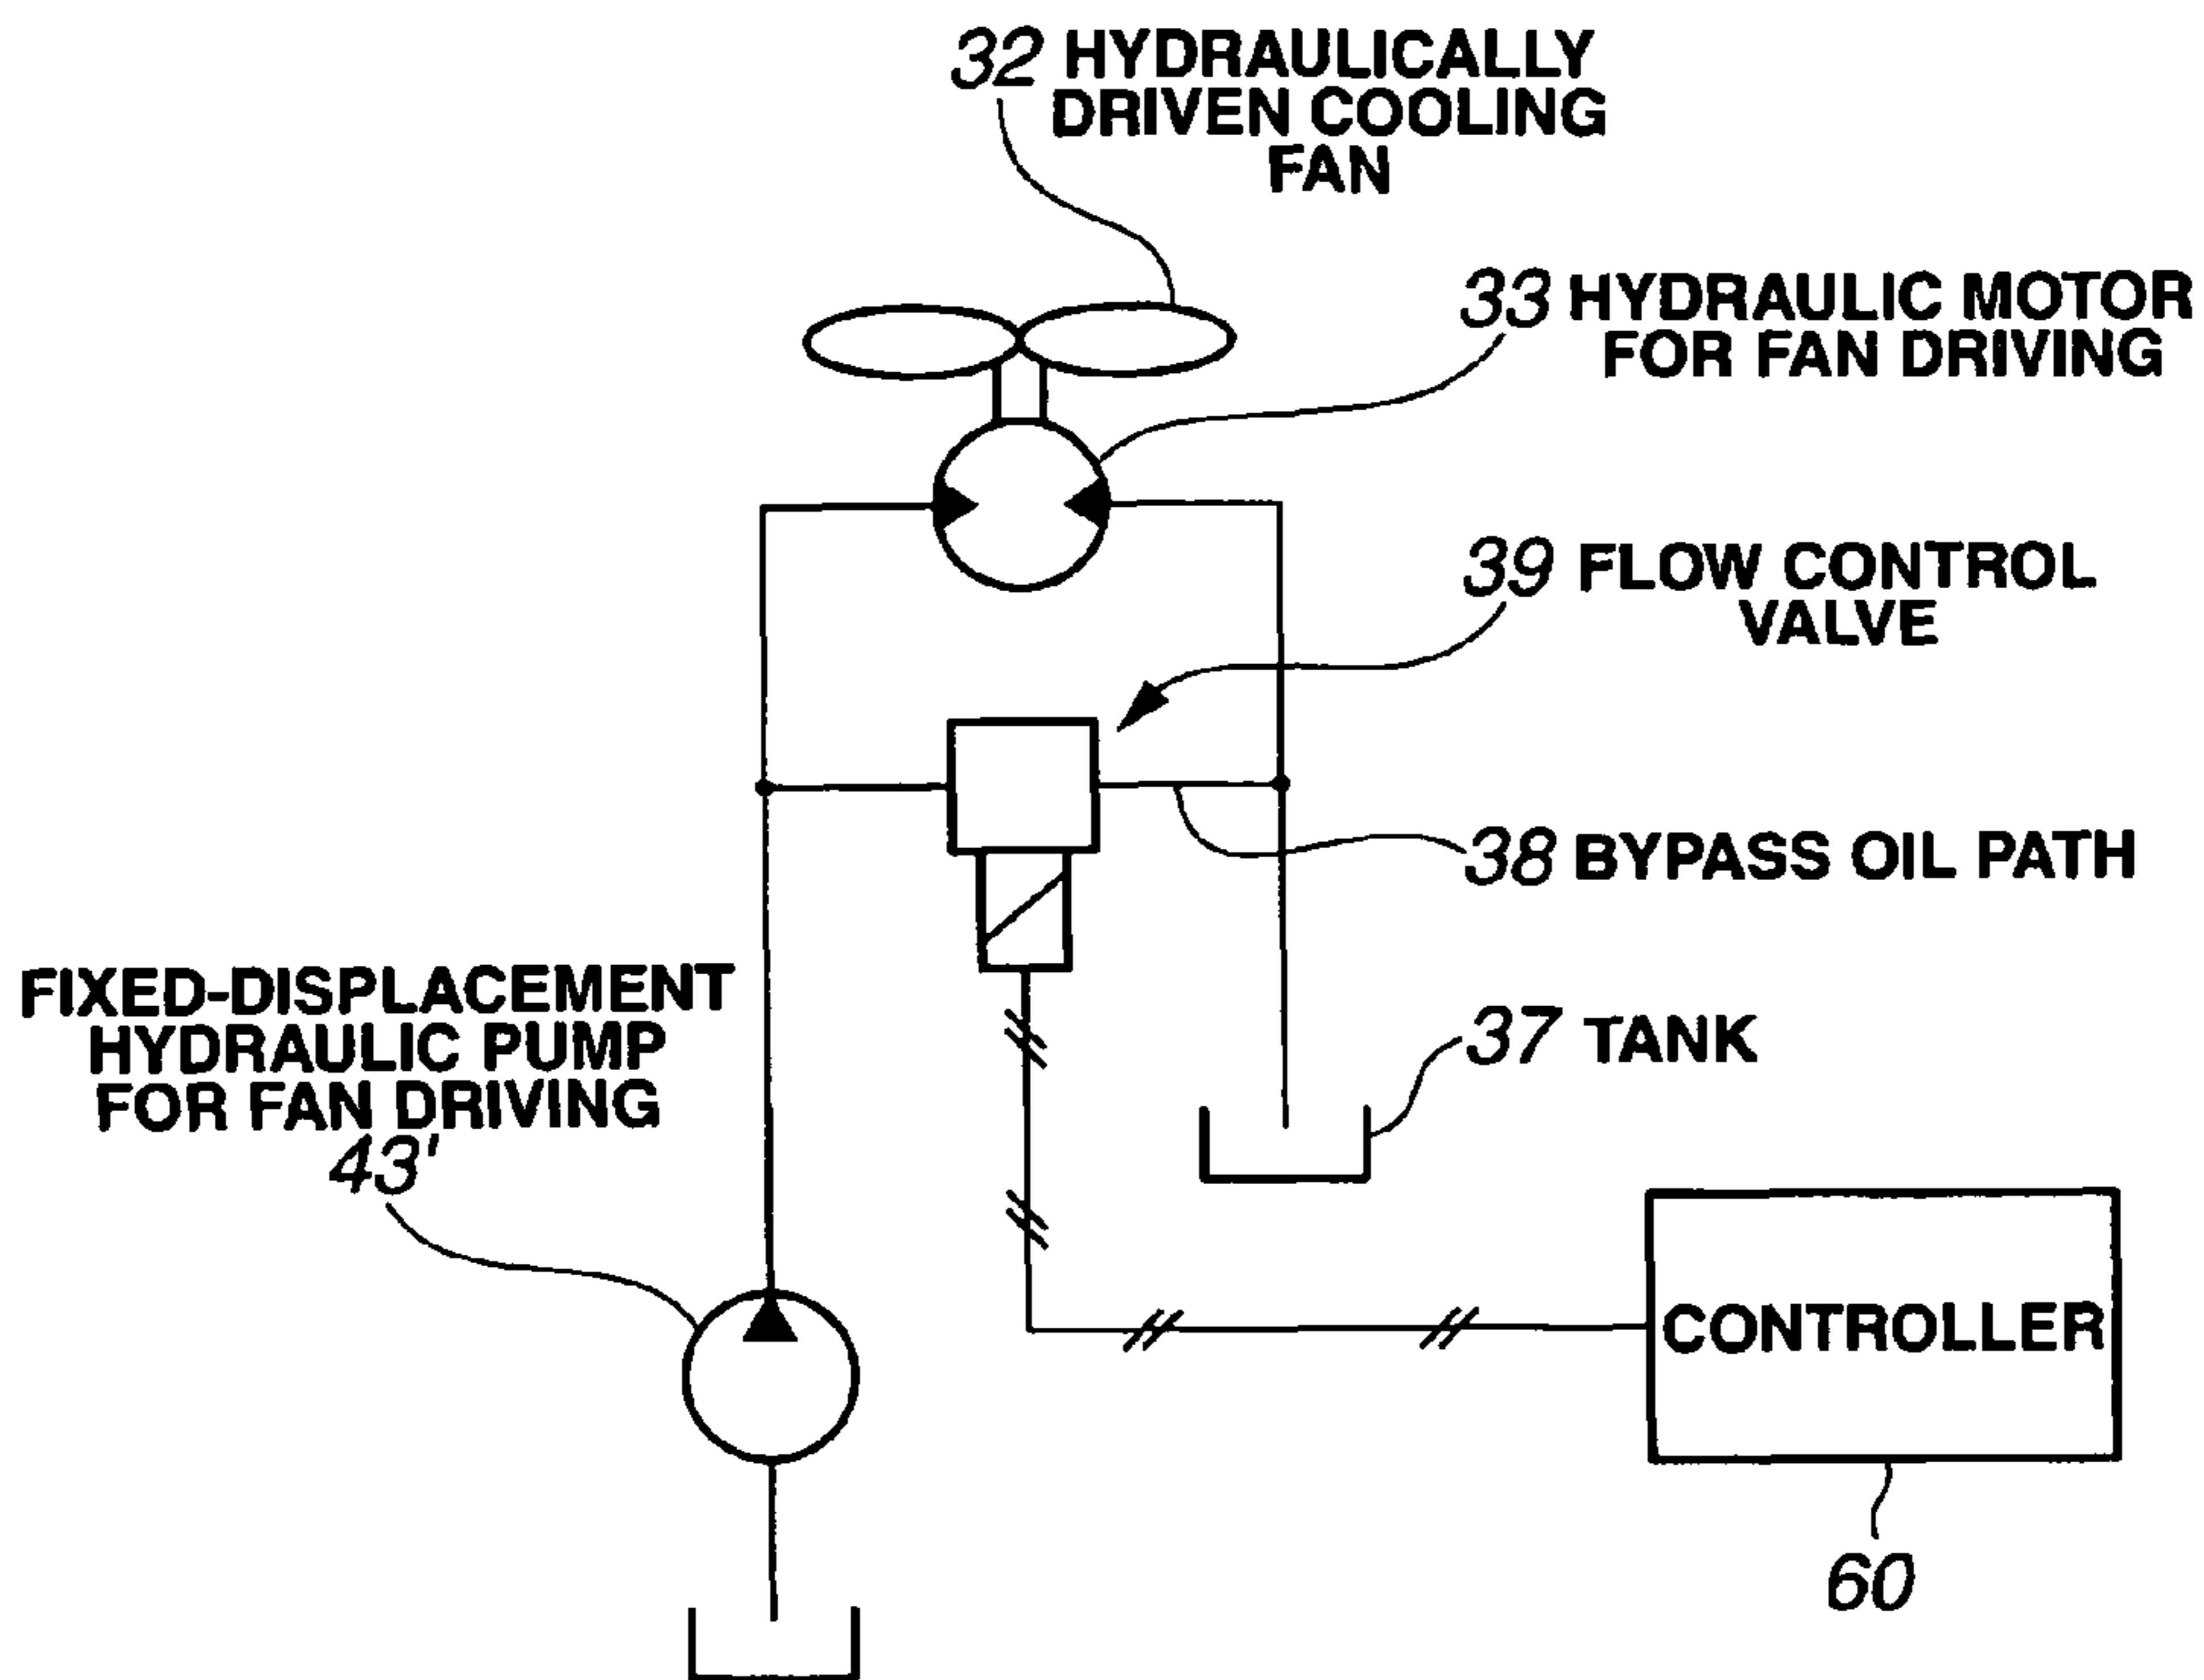 32 HYDRAULICALLY
DRIVEN COOLING
FAN
33 HYDRAULIC MOTOR
FOR FAN DRIVING
39 FLOW CONTROL
VALVE
38 BYPASS OIL PATH
FIXED-DISPLACEMENT
HYDRAULIC PUMP
FOR FAN DRIVING
43'
37 TANK
CONTROLLER
60